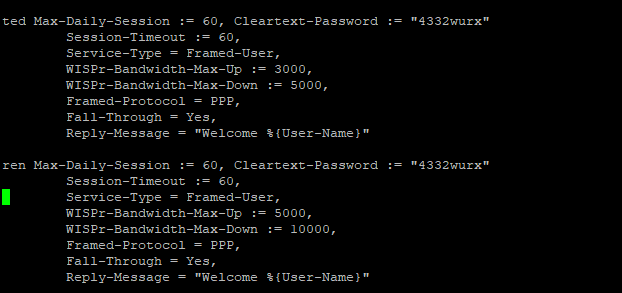 ted Max-Daily-Session := 60, Cleartext-Password := "4332wurx"
Session-Timeout := 60,
Service-Type = Framed-User,
WISPr-Bandwidth-Max-Up := 3000,
WISPr-Bandwidth-Max-Down := 5000,
Framed-Protocol = PPP,
Fall-Through = Yes,
Reply-Message = "Welcome %{User-Name}"
ren Max-Daily-Session := 60, Cleartext-Password := "4332wurx"
Session-Timeout := 60,
Service-Type = Framed-User,
WISPr-Bandwidth-Max-Up := 5000,
WISPr-Bandwidth-Max-Down := 10000,
Framed-Protocol = PPP,
Fall-Through = Yes,
Reply-Message = "Welcome %{User-Name}"